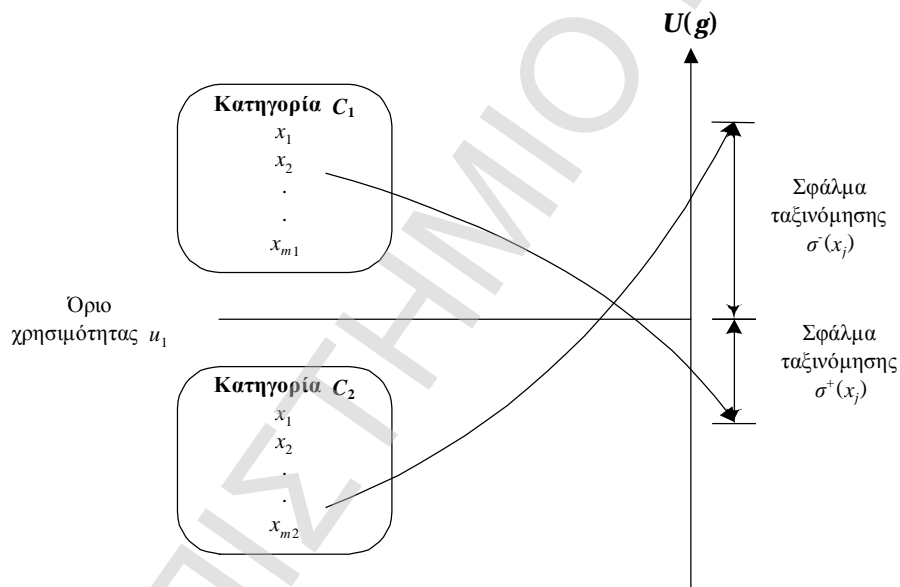 U(g)
Κατηγορία C₁
x₁
x₂
.
.
xₘ₁
Σφάλμα
ταξινόμησης
σ⁻(xⱼ)
Όριο
χρησιμότητας u₁
Σφάλμα
ταξινόμησης
σ⁺(xⱼ)
Κατηγορία C₂
x₁
x₂
.
.
xₘ₂
ΠΙΣΤΗΜΙΟ